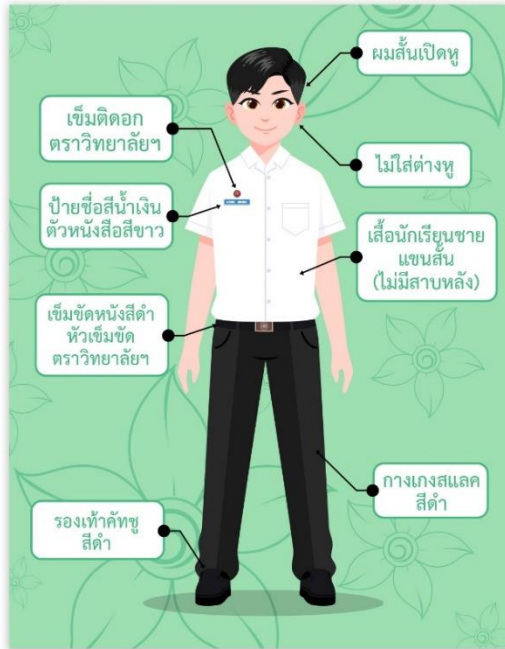 ผมสั้นเปิดหู
เข็มติดอก
ตราวิทยาลัยฯ
ไม่ใส่ต่างหู
ป้ายชื่อสีน้ำเงิน
ตัวหนังสือสีขาว
เสื้อนักเรียนชาย
แขนสั้น
(ไม่มีสาบหลัง)
เข็มขัดหนังสีดำ
หัวเข็มขัด
ตราวิทยาลัยฯ
กางเกงสแลค
สีดำ
รองเท้าคัทชู
สีดำ